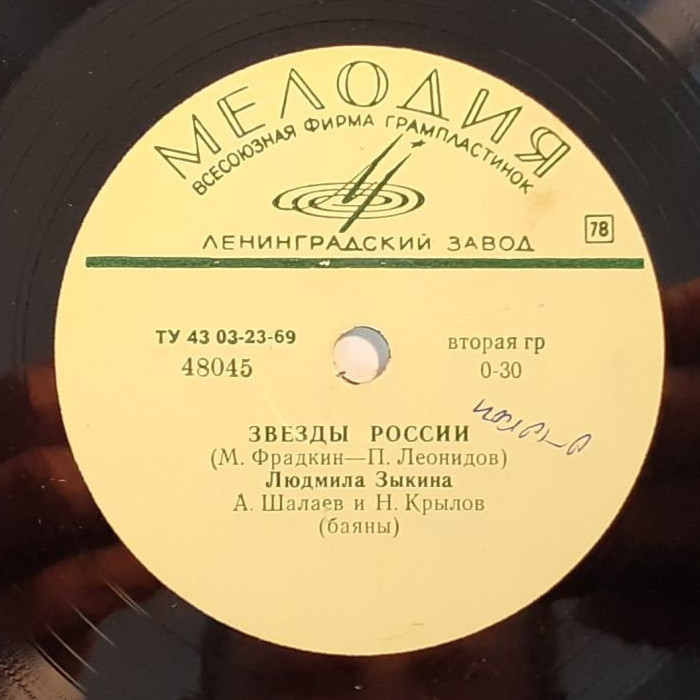 МЕЛОДИЯ
ВСЕСОЮЗНАЯ ФИРМА ГРАМПЛАСТИНОК
ЛЕНИНГРАДСКИЙ ЗАВОД
78
ТУ 43 03-23-69
вторая гр
48045
0-30
ЗВЕЗДЫ РОССИИ
(М. Фрадкин—П. Леонидов)
Людмила Зыкина
А. Шалаев и Н. Крылов
(баяны)